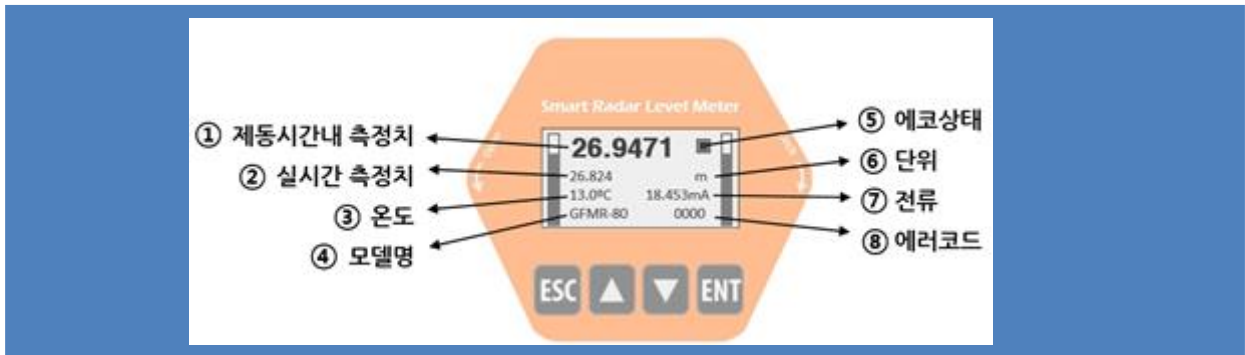 Smart Radar Level Meter
① 제동시간내 측정치
② 실시간 측정치
③ 온도
④ 모델명
26.9471
26.824 m
13.0ºC 18.453mA
GFMR-80 0000
⑤ 에코상태
⑥ 단위
⑦ 전류
⑧ 에러코드
ESC ▲ ▼ ENT